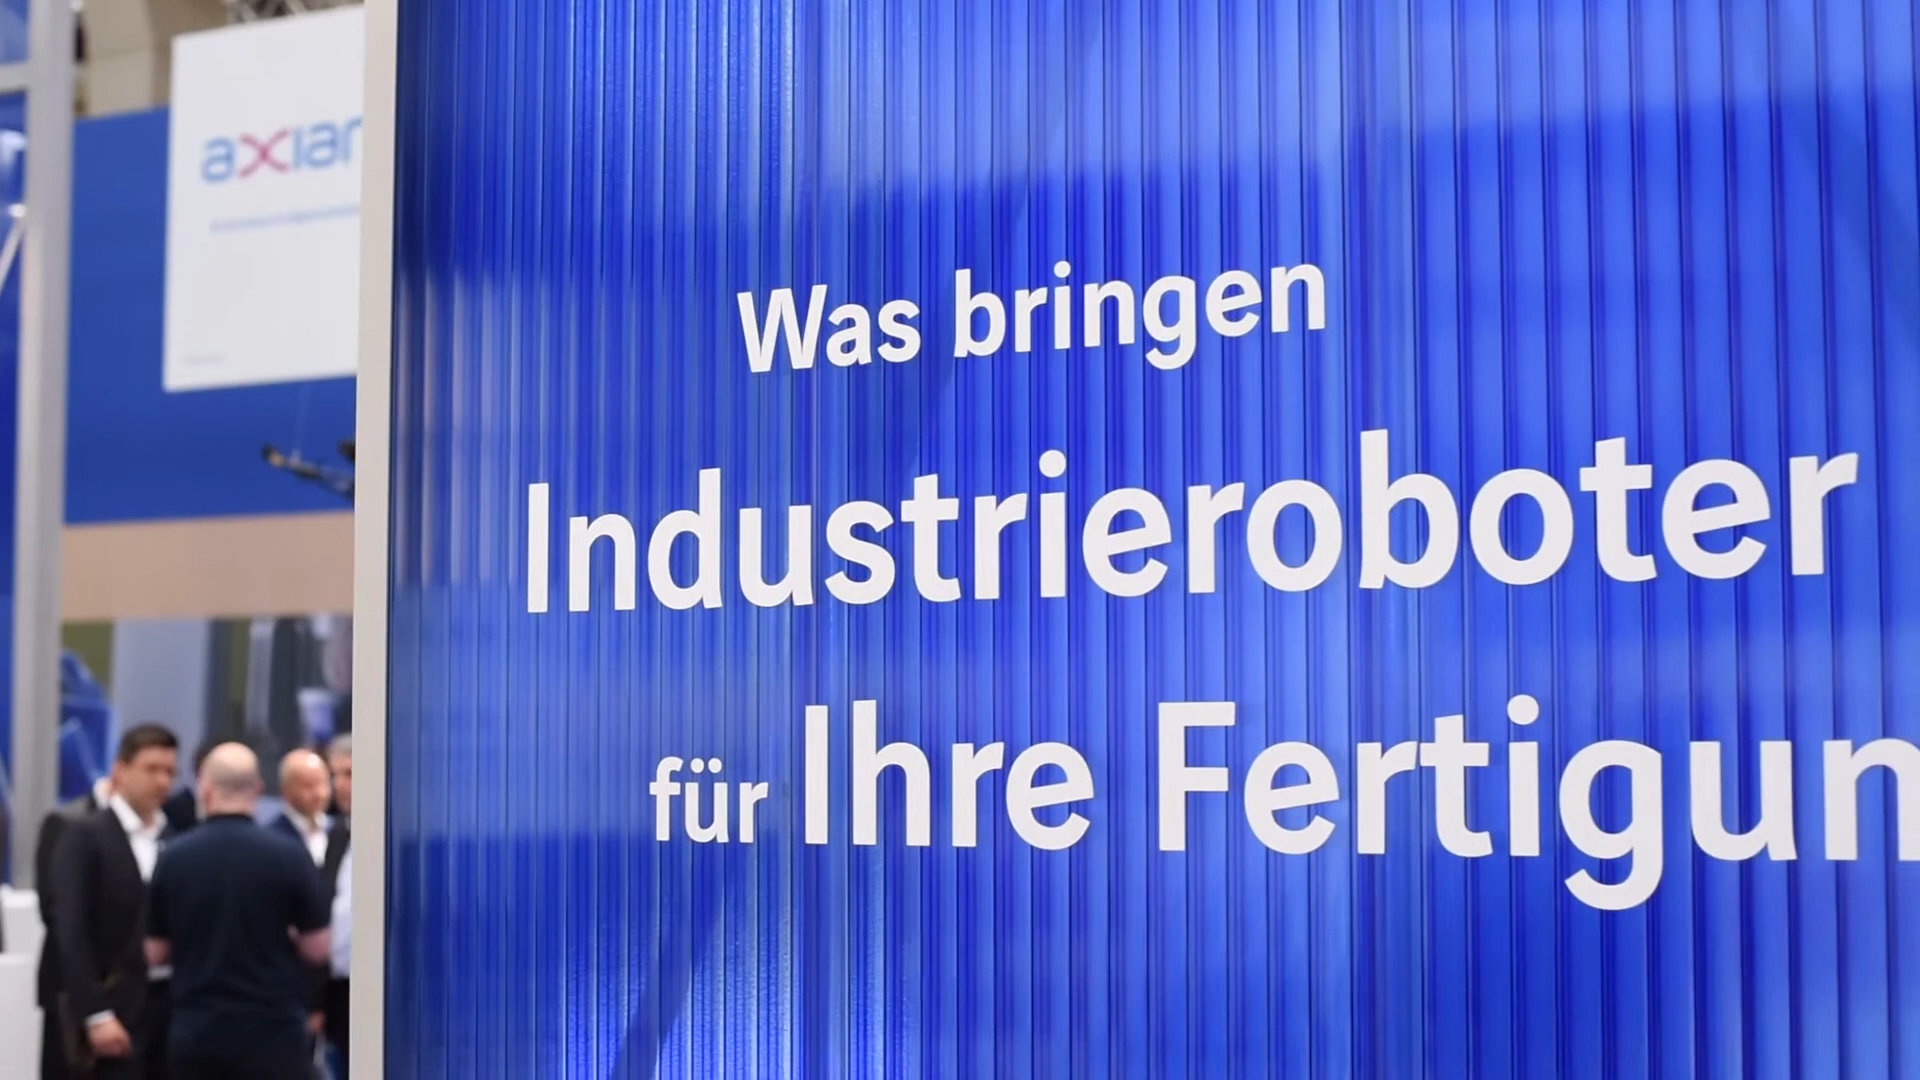 axian
Was bringen
Industrieroboter
für Ihre Fertigun